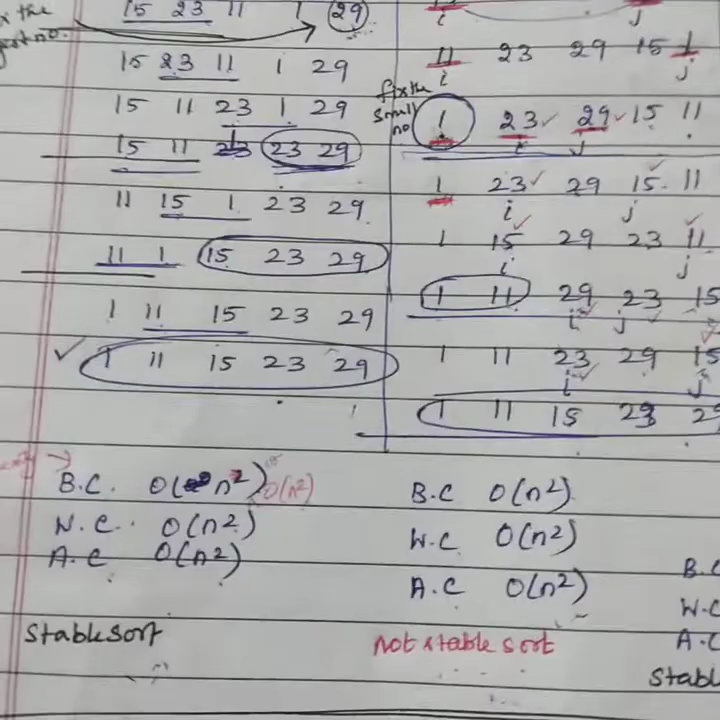 x the
15 23 11 1 29
15 23 11 1 29
15 11 23 1 29
15 11 23 29
11 15 1 23 29
11 1 15 23 29
1 11 15 23 29
1 11 15 23 29
B.C. O(n²) O(n²)
W.C. O(n²)
A.C O(n²)
Stable sort
i j
11 23 29 15 1
i j
fix the
small
no
1 23 29 15 11
i j
1 23 29 15 11
i j
1 15 29 23 11
i j
1 11 29 23 15
i j
1 11 23 29 15
i j
1 11 15 29
B.C O(n²)
W.C O(n²)
A.C O(n²)
Not stable sort
B.C
W.C
A.C
Stabl